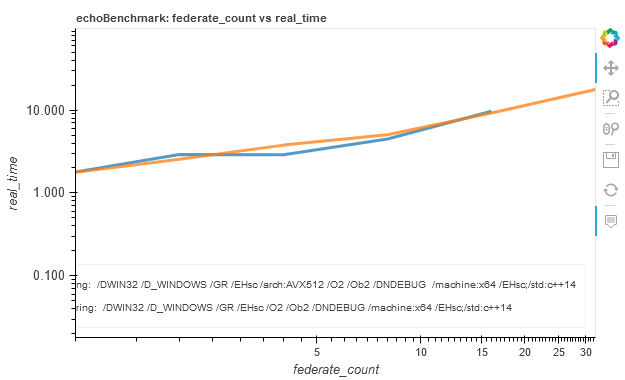 echoBenchmark: federate_count vs real_time
real_time
10.000
1.000
0.100
ng: /DWIN32 /D_WINDOWS /GR /EHsc /arch:AVX512 /O2 /Ob2 /DNDEBUG /machine:x64 /EHsc;/std:c++14
ring: /DWIN32 /D_WINDOWS /GR /EHsc /O2 /Ob2 /DNDEBUG /machine:x64 /EHsc;/std:c++14
5 10 15 20 25 30
federate_count